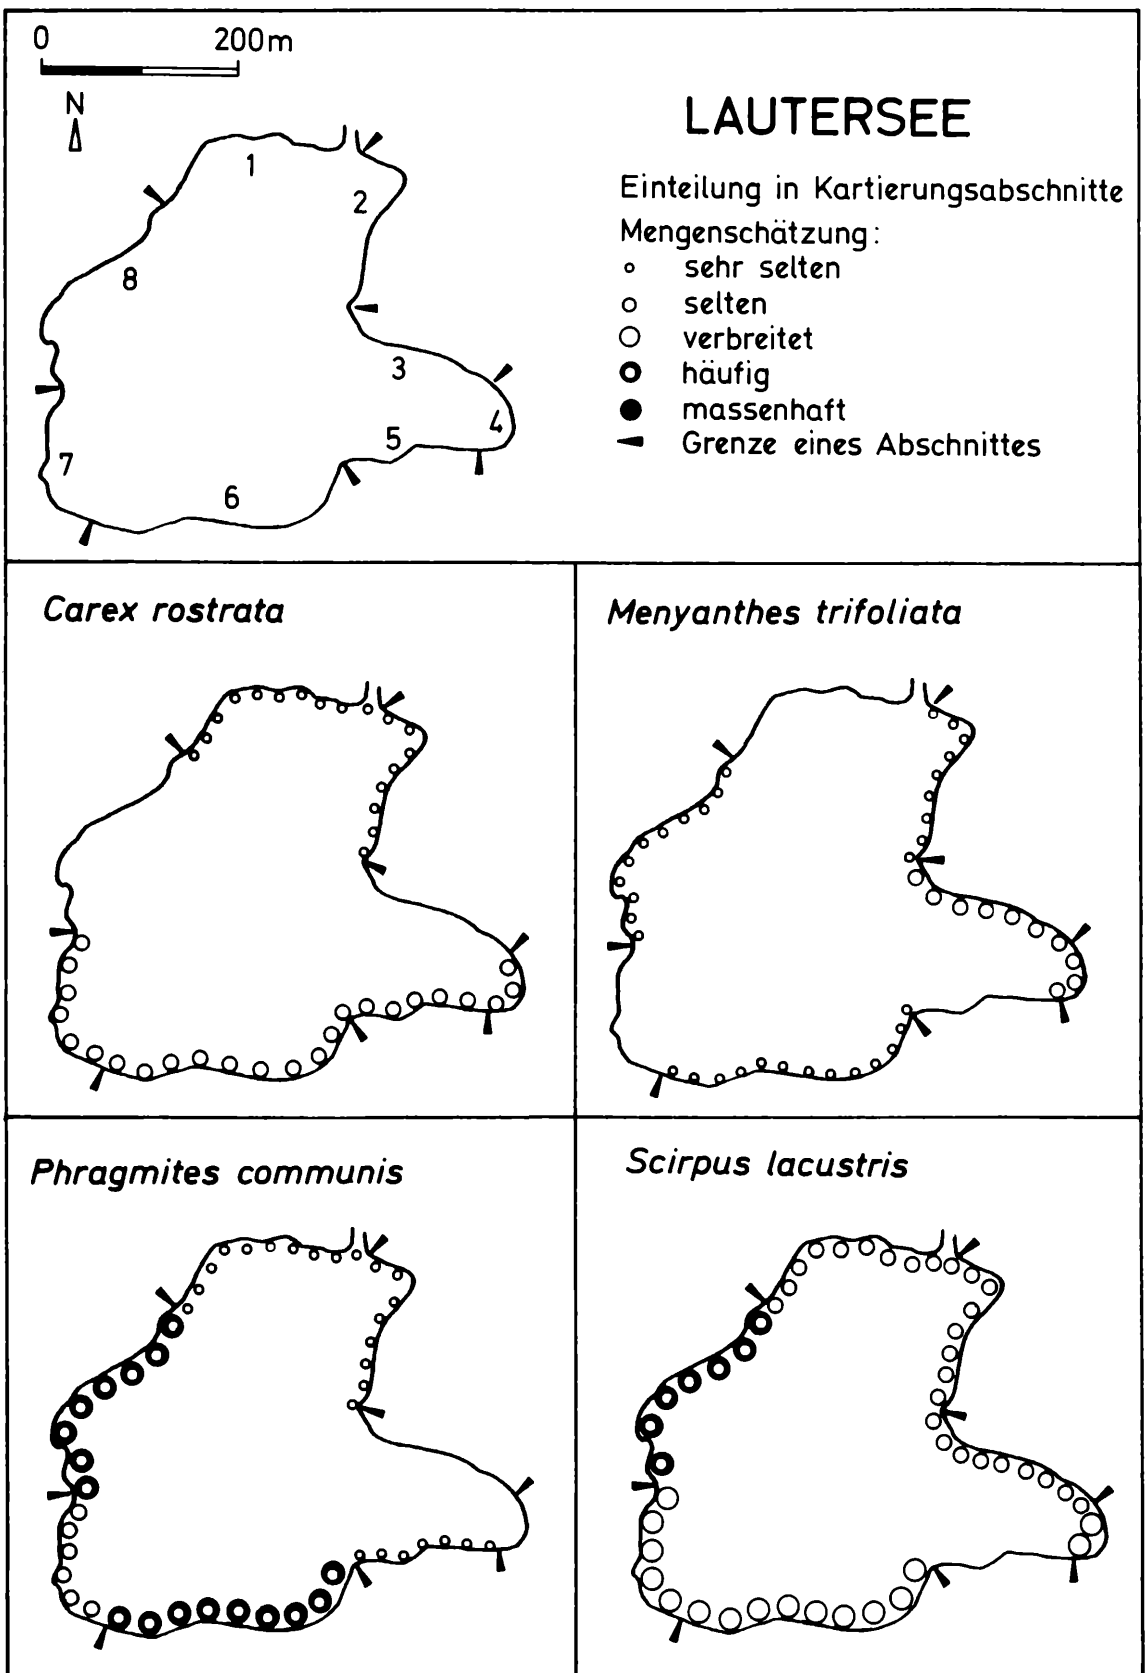 0 200m
N
LAUTERSEE
Einteilung in Kartierungsabschnitte
Mengenschätzung:
sehr selten
selten
verbreitet
häufig
massenhaft
Grenze eines Abschnittes
1
2
8
3
4
5
7
6
Carex rostrata
Menyanthes trifoliata
Phragmites communis
Scirpus lacustris